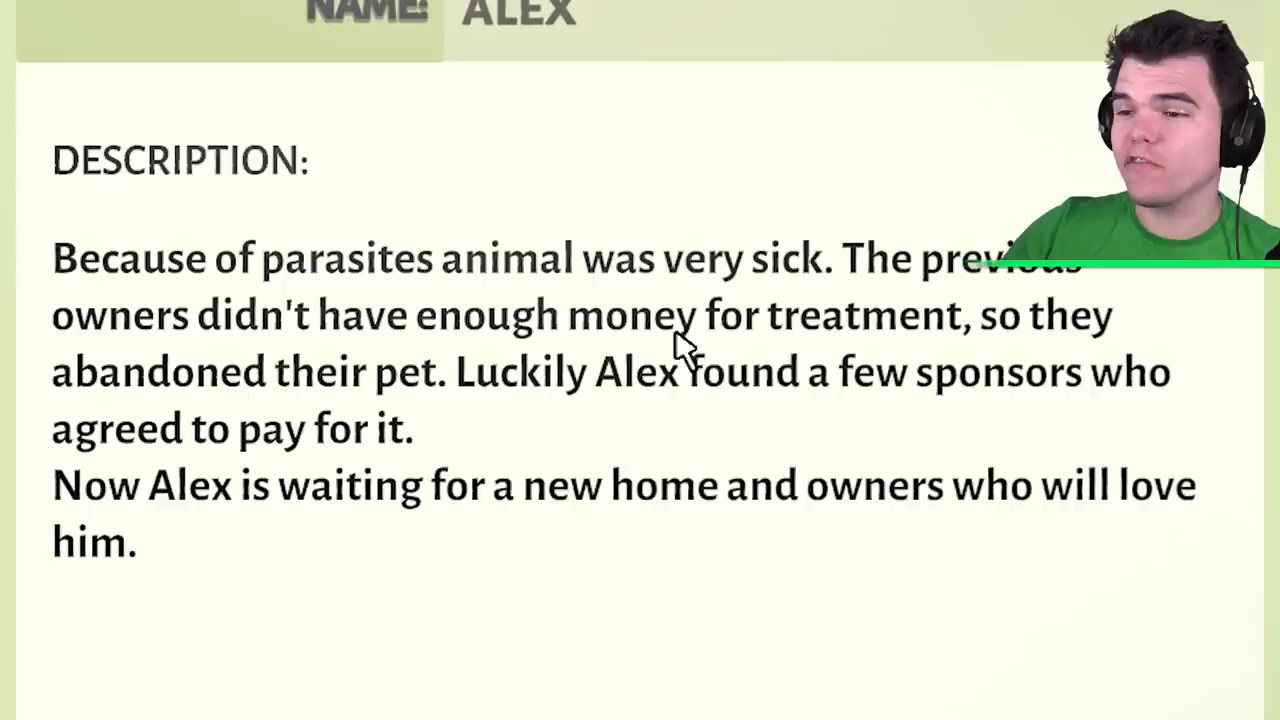 NAME: ALEX
DESCRIPTION:
Because of parasites animal was very sick. The previous
owners didn't have enough money for treatment, so they
abandoned their pet. Luckily Alex found a few sponsors who
agreed to pay for it.
Now Alex is waiting for a new home and owners who will love
him.